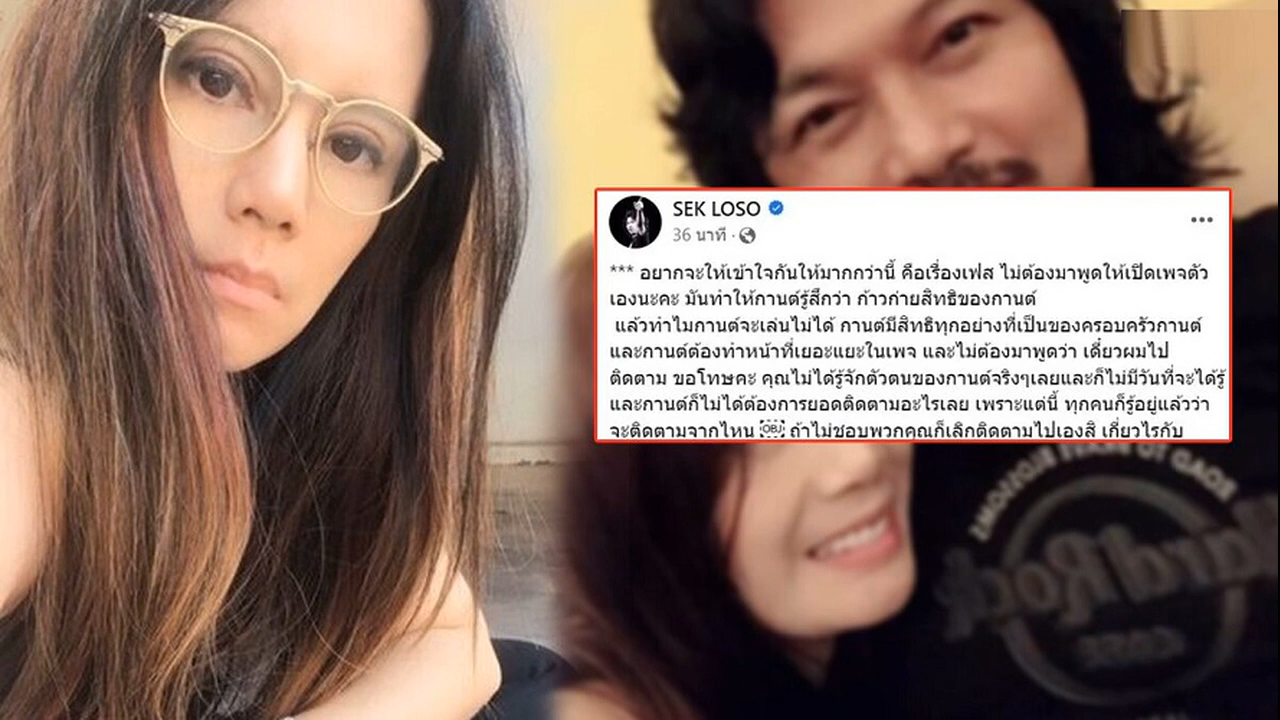 SEK LOSO
36 นาที ·
*** อยากจะให้เข้าใจกันให้มากกว่านี้ คือเรื่องเฟส ไม่ต้องมาพูดให้เปิดเพจตัว
เองนะคะ มันทำให้กานต์รู้สึกว่า ก้าวก่ายสิทธิของกานต์
แล้วทำไมกานต์จะเล่นไม่ได้ กานต์มีสิทธิทุกอย่างที่เป็นของครอบครัวกานต์
และกานต์ต้องทำหน้าที่เยอะแยะในเพจ และไม่ต้องมาพูดว่า เดี๋ยวผมไป
ติดตาม ขอโทษคะ คุณไม่ได้รู้จักตัวตนของกานต์จริงๆเลยและก็ไม่มีวันที่จะได้รู้
และกานต์ก็ไม่ได้ต้องการยอดติดตามอะไรเลย เพราะแต่นี้ ทุกคนก็รู้อยู่แล้วว่า
จะติดตามจากไหน OBJ ถ้าไม่ชอบพวกคุณก็เลิกติดตามไปเองสิ เกี่ยวไรกับ
ROAD TO NORTH BLOSSOMS
Hard Rock
CAFE